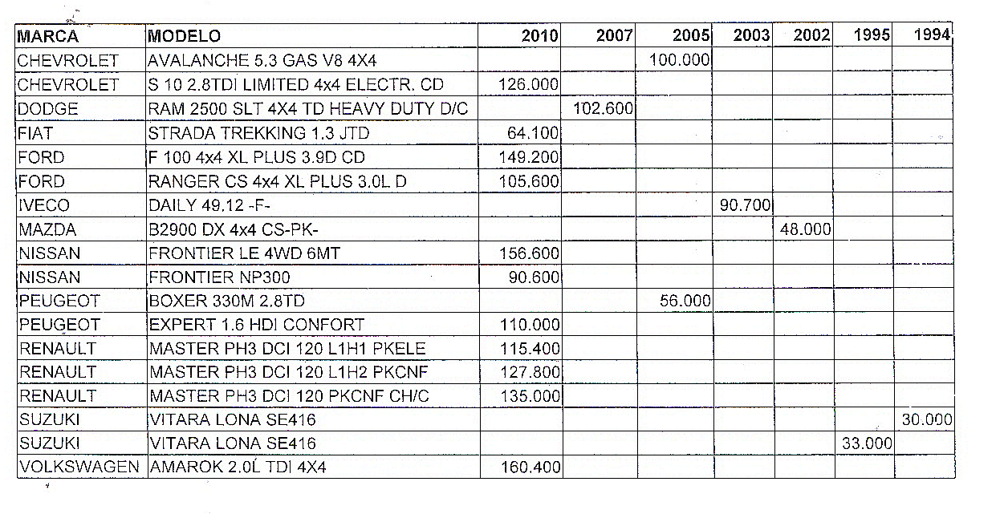 MARCA MODELO 2010 2007 2005 2003 2002 1995 1994
CHEVROLET AVALANCHE 5.3 GAS V8 4X4 100.000
CHEVROLET S 10 2.8TDI LIMITED 4x4 ELECTR. CD 126.000
DODGE RAM 2500 SLT 4X4 TD HEAVY DUTY D/C 102.600
FIAT STRADA TREKKING 1.3 JTD 64.100
FORD F 100 4x4 XL PLUS 3.9D CD 149.200
FORD RANGER CS 4x4 XL PLUS 3.0L D 105.600
IVECO DAILY 49.12 -F- 90.700
MAZDA B2900 DX 4x4 CS-PK- 48.000
NISSAN FRONTIER LE 4WD 6MT 156.600
NISSAN FRONTIER NP300 90.600
PEUGEOT BOXER 330M 2.8TD 56.000
PEUGEOT EXPERT 1.6 HDI CONFORT 110.000
RENAULT MASTER PH3 DCI 120 L1H1 PKELE 115.400
RENAULT MASTER PH3 DCI 120 L1H2 PKCNF 127.800
RENAULT MASTER PH3 DCI 120 PKCNF CH/C 135.000
SUZUKI VITARA LONA SE416 30.000
SUZUKI VITARA LONA SE416 33.000
VOLKSWAGEN AMAROK 2.0L TDI 4X4 160.400